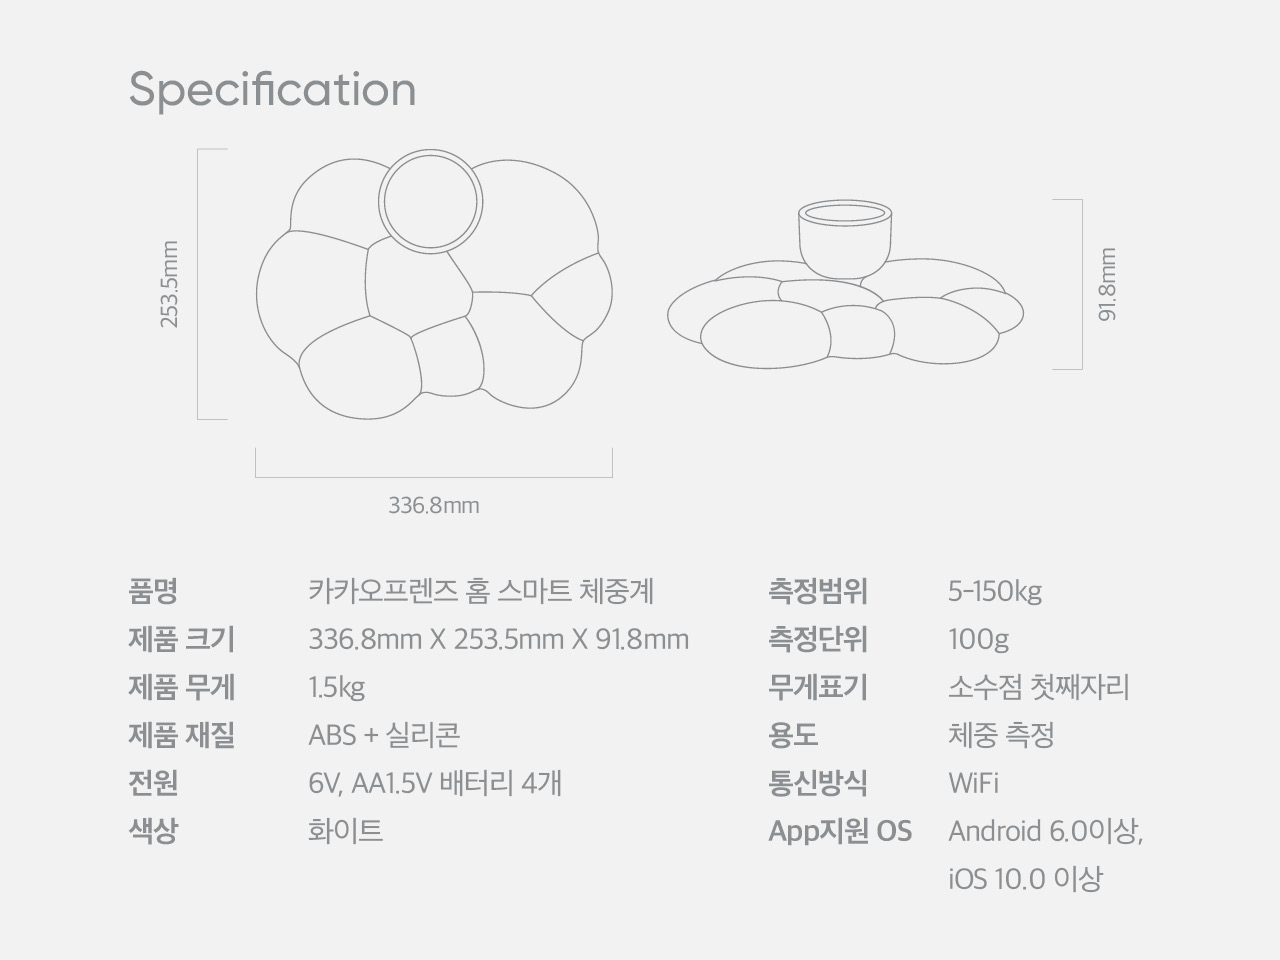 Specification
253.5mm
91.8mm
336.8mm
품명 카카오프렌즈 홈 스마트 체중계
제품 크기 336.8mm X 253.5mm X 91.8mm
제품 무게 1.5kg
제품 재질 ABS + 실리콘
전원 6V, AA1.5V 배터리 4개
색상 화이트
측정범위 5-150kg
측정단위 100g
무게표기 소수점 첫째자리
용도 체중 측정
통신방식 WiFi
App지원 OS Android 6.0이상,
iOS 10.0 이상